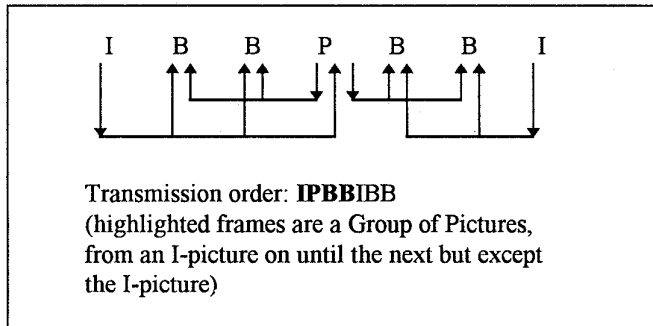 I B B P B B I
Transmission order: IPBBIBB
(highlighted frames are a Group of Pictures,
from an I-picture on until the next but except
the I-picture)